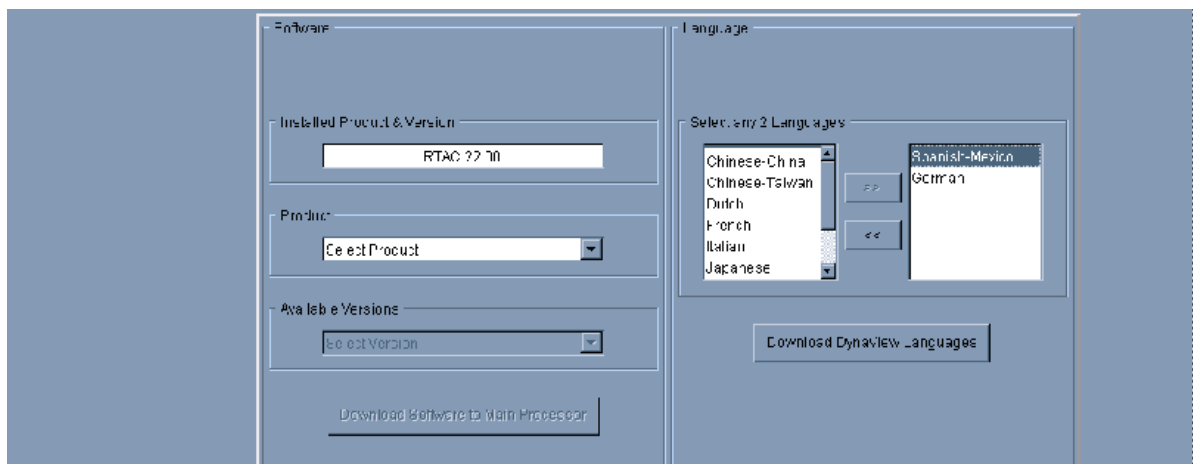 Software
Installed Product & Version
RTAC 22.00
Product
Select Product
Available Versions
Select Version
Download Software to Main Processor
Language
Select any 2 Languages
Chinese-China
Chinese-Taiwan
Dutch
French
Italian
Japanese
>>
<<
Spanish-Mexico
German
Download DynaView Languages